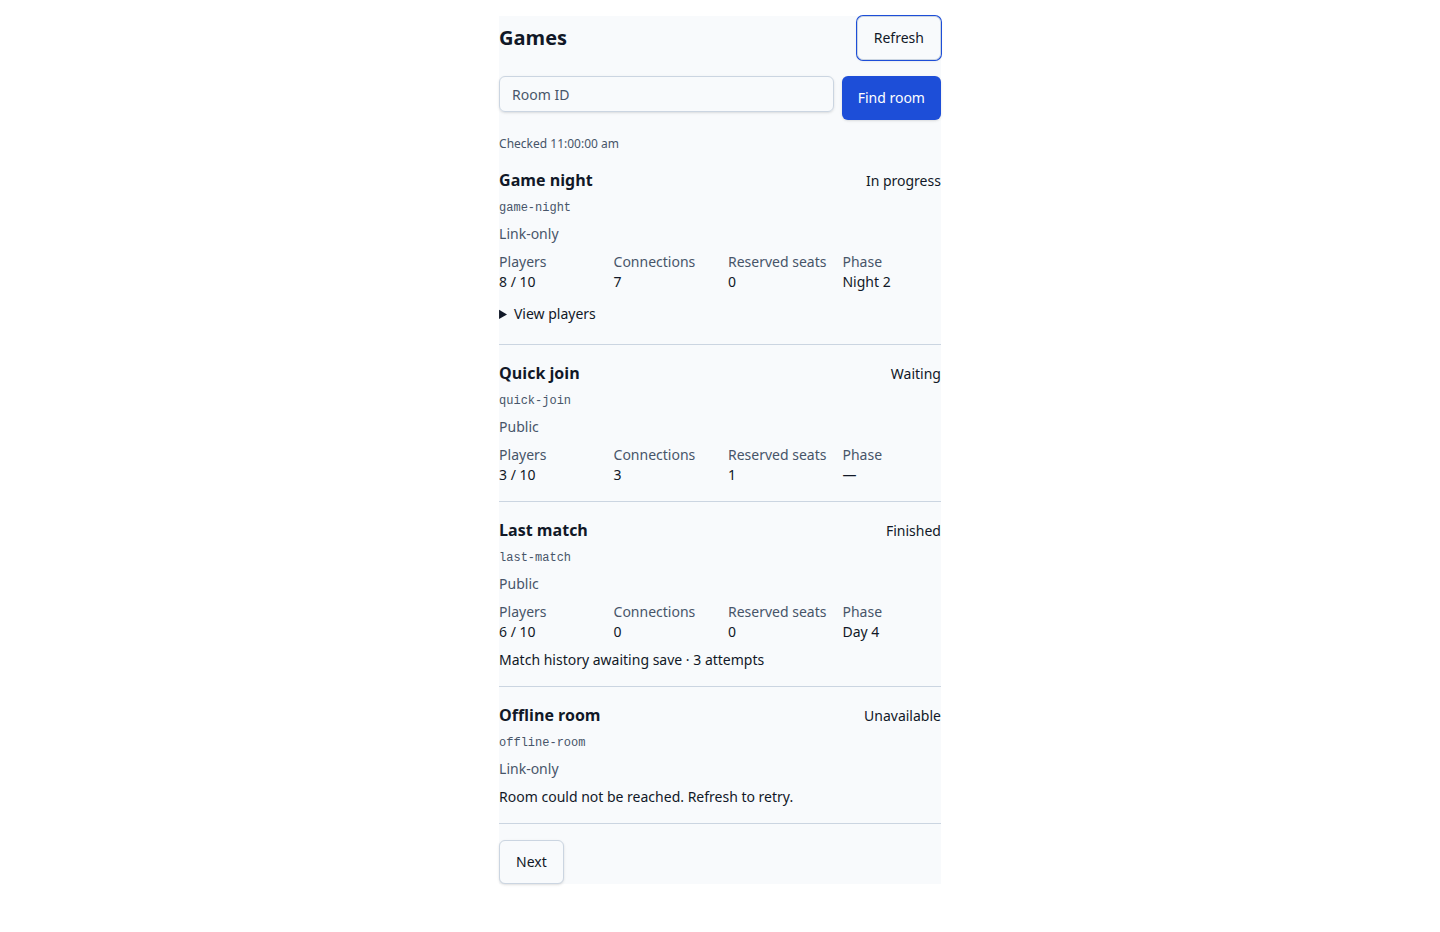 Games
Refresh
Room ID
Find room
Checked 11:00:00 am
Game night
In progress
game-night
Link-only
Players Connections Reserved seats Phase
8 / 10 7 0 Night 2
View players
Quick join
Waiting
quick-join
Public
Players Connections Reserved seats Phase
3 / 10 3 1 —
Last match
Finished
last-match
Public
Players Connections Reserved seats Phase
6 / 10 0 0 Day 4
Match history awaiting save · 3 attempts
Offline room
Unavailable
offline-room
Link-only
Room could not be reached. Refresh to retry.
Next